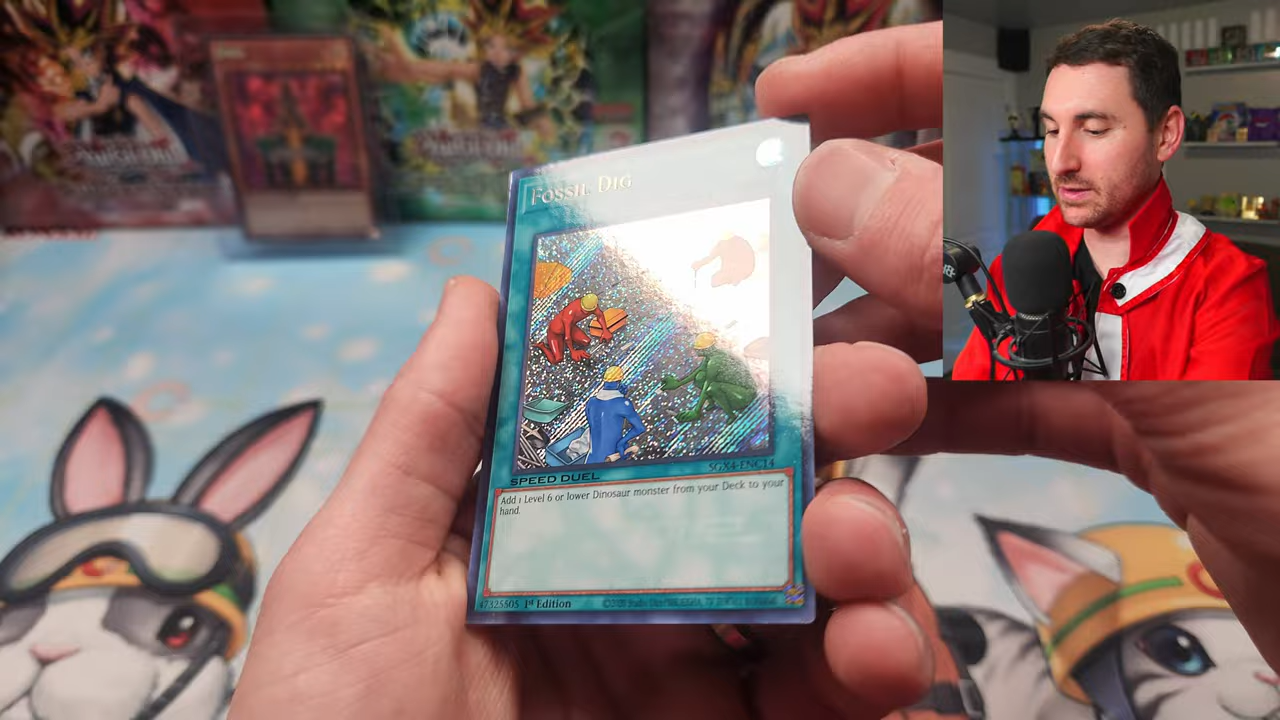 Fossil Dig
SGX4-ENC14
SPEED DUEL
Add 1 Level 6 or lower Dinosaur monster from your Deck to your
hand.
47325505 1st Edition